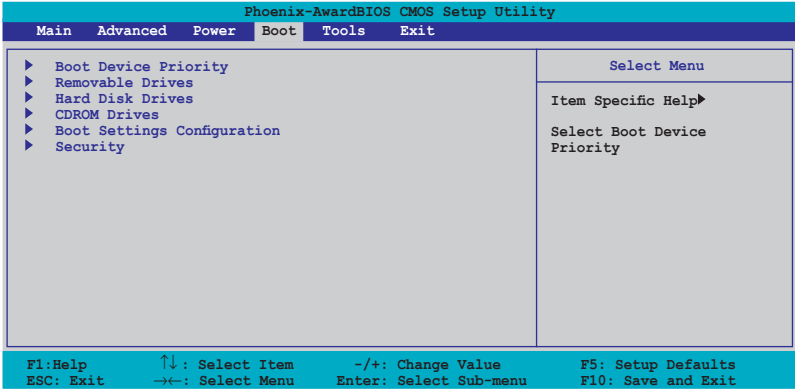 Phoenix-AwardBIOS CMOS Setup Utility
Main Advanced Power Boot Tools Exit
Boot Device Priority
Removable Drives
Hard Disk Drives
CDROM Drives
Boot Settings Configuration
Security
Select Menu
Item Specific Help
Select Boot Device
Priority
F1:Help ↑↓: Select Item -/+: Change Value F5: Setup Defaults
ESC: Exit →←: Select Menu Enter: Select Sub-menu F10: Save and Exit